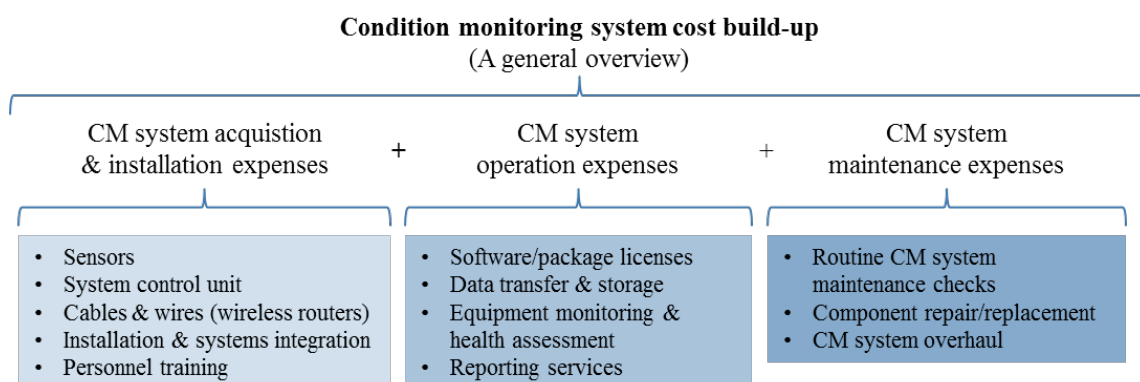 Condition monitoring system cost build-up
(A general overview)
CM system acquistion
& installation expenses
+
CM system
operation expenses
+
CM system
maintenance expenses
• Sensors
• System control unit
• Cables & wires (wireless routers)
• Installation & systems integration
• Personnel training
• Software/package licenses
• Data transfer & storage
• Equipment monitoring &
health assessment
• Reporting services
• Routine CM system
maintenance checks
• Component repair/replacement
• CM system overhaul